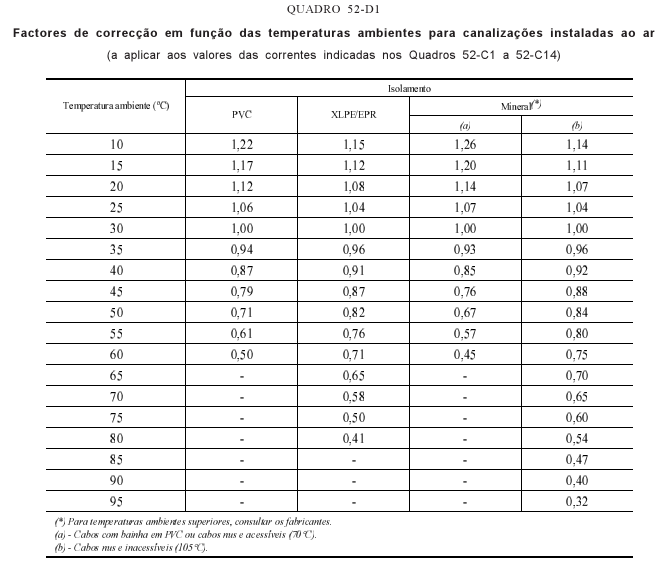 QUADRO 52-D1
Factores de correcção em função das temperaturas ambientes para canalizações instaladas ao ar
(a aplicar aos valores das correntes indicadas nos Quadros 52-C1 a 52-C14)
Isolamento
Temperatura ambiente (ºC) PVC XLPE/EPR Mineral(*)
(a) (b)
10 1,22 1,15 1,26 1,14
15 1,17 1,12 1,20 1,11
20 1,12 1,08 1,14 1,07
25 1,06 1,04 1,07 1,04
30 1,00 1,00 1,00 1,00
35 0,94 0,96 0,93 0,96
40 0,87 0,91 0,85 0,92
45 0,79 0,87 0,76 0,88
50 0,71 0,82 0,67 0,84
55 0,61 0,76 0,57 0,80
60 0,50 0,71 0,45 0,75
65 - 0,65 - 0,70
70 - 0,58 - 0,65
75 - 0,50 - 0,60
80 - 0,41 - 0,54
85 - - - 0,47
90 - - - 0,40
95 - - - 0,32
(*) Para temperaturas ambientes superiores, consultar os fabricantes.
(a) - Cabos com bainha em PVC ou cabos nus e acessíveis (70ºC).
(b) - Cabos nus e inacessíveis (105ºC).